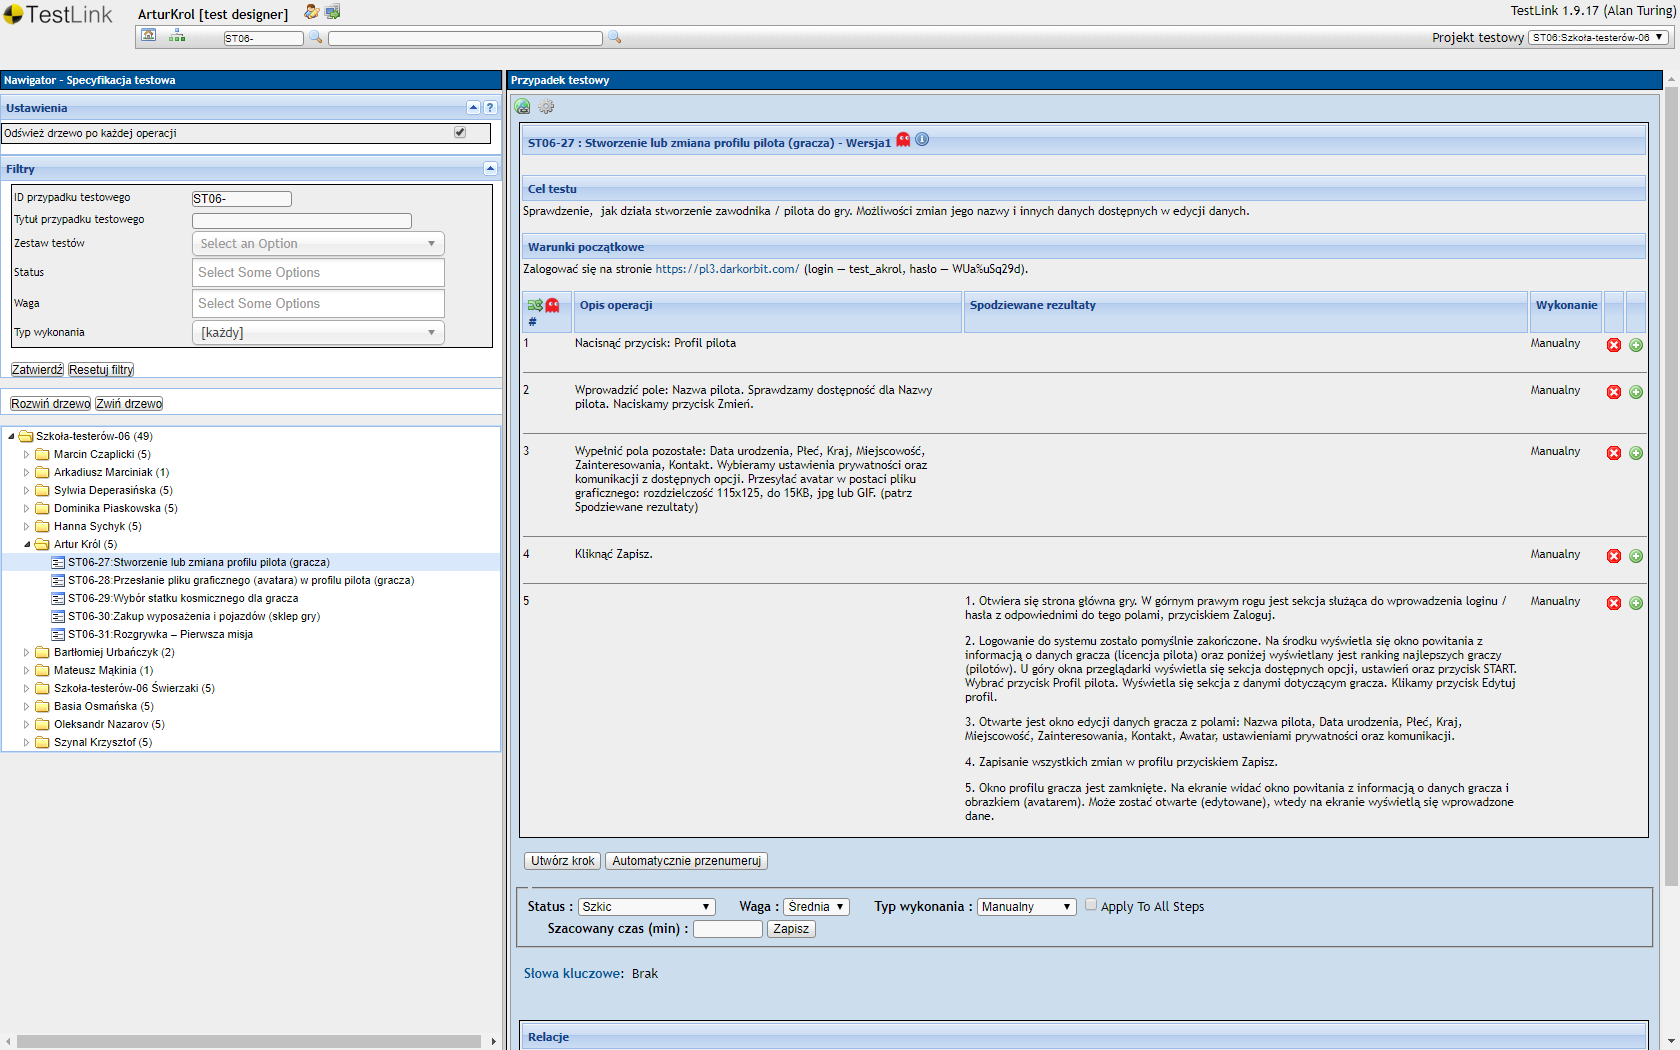 TestLink
ArturKrol [test designer]
TestLink 1.9.17 (Alan Turing)
ST06-
Projekt testowy ST06:Szkoła-testerów-06
Nawigator - Specyfikacja testowa
Ustawienia
?
Odśwież drzewo po każdej operacji
Filtry
ID przypadku testowego ST06-
Tytuł przypadku testowego
Zestaw testów Select an Option
Status Select Some Options
Waga Select Some Options
Typ wykonania [każdy]
Zatwierdź Resetuj filtry
Rozwiń drzewo Zwiń drzewo
Szkoła-testerów-06 (49)
Marcin Czaplicki (5)
Arkadiusz Marciniak (1)
Sylwia Deperasińska (5)
Dominika Piaskowska (5)
Hanna Sychyk (5)
Artur Król (5)
ST06-27:Stworzenie lub zmiana profilu pilota (gracza)
ST06-28:Przesłanie pliku graficznego (avatara) w profilu pilota (gracza)
ST06-29:Wybór statku kosmicznego dla gracza
ST06-30:Zakup wyposażenia i pojazdów (sklep gry)
ST06-31:Rozgrywka – Pierwsza misja
Bartłomiej Urbańczyk (2)
Mateusz Mąkinia (1)
Szkoła-testerów-06 Świerzaki (5)
Basia Osmańska (5)
Oleksandr Nazarov (5)
Szynal Krzysztof (5)
Przypadek testowy
ST06-27 : Stworzenie lub zmiana profilu pilota (gracza) - Wersja1
Cel testu
Sprawdzenie, jak działa stworzenie zawodnika / pilota do gry. Możliwości zmian jego nazwy i innych danych dostępnych w edycji danych.
Warunki początkowe
Zalogować się na stronie https://pl3.darkorbit.com/ (login — test_akrol, hasło — WUa%uSq29d).
# Opis operacji Spodziewane rezultaty Wykonanie
1 Nacisnąć przycisk: Profil pilota Manualny
2 Wprowadzić pole: Nazwa pilota. Sprawdzamy dostępność dla Nazwy Manualny
pilota. Naciskamy przycisk Zmień.
3 Wypełnić pola pozostałe: Data urodzenia, Płeć, Kraj, Miejscowość, Manualny
Zainteresowania, Kontakt. Wybieramy ustawienia prywatności oraz
komunikacji z dostępnych opcji. Przesyłać avatar w postaci pliku
graficznego: rozdzielczość 115x125, do 15KB, jpg lub GIF. (patrz
Spodziewane rezultaty)
4 Kliknąć Zapisz. Manualny
5 1. Otwiera się strona główna gry. W górnym prawym rogu jest sekcja służąca do wprowadzenia loginu / Manualny
hasła z odpowiednimi do tego polami, przyciskiem Zaloguj.
2. Logowanie do systemu zostało pomyślnie zakończone. Na środku wyświetla się okno powitania z
informacją o danych gracza (licencja pilota) oraz poniżej wyświetlany jest ranking najlepszych graczy
(pilotów). U góry okna przeglądarki wyświetla się sekcja dostępnych opcji, ustawień oraz przycisk START.
Wybrać przycisk Profil pilota. Wyświetla się sekcja z danymi dotyczącym gracza. Klikamy przycisk Edytuj
profil.
3. Otwarte jest okno edycji danych gracza z polami: Nazwa pilota, Data urodzenia, Płeć, Kraj,
Miejscowość, Zainteresowania, Kontakt, Awatar, ustawieniami prywatności oraz komunikacji.
4. Zapisanie wszystkich zmian w profilu przyciskiem Zapisz.
5. Okno profilu gracza jest zamknięte. Na ekranie widać okno powitania z informacją o danych gracza i
obrazkiem (avatarem). Może zostać otwarte (edytowane), wtedy na ekranie wyświetlą się wprowadzone
dane.
Utwórz krok Automatycznie przenumeruj
Status : Szkic Waga : Średnia Typ wykonania : Manualny Apply To All Steps
Szacowany czas (min) : Zapisz
Słowa kluczowe: Brak
Relacje